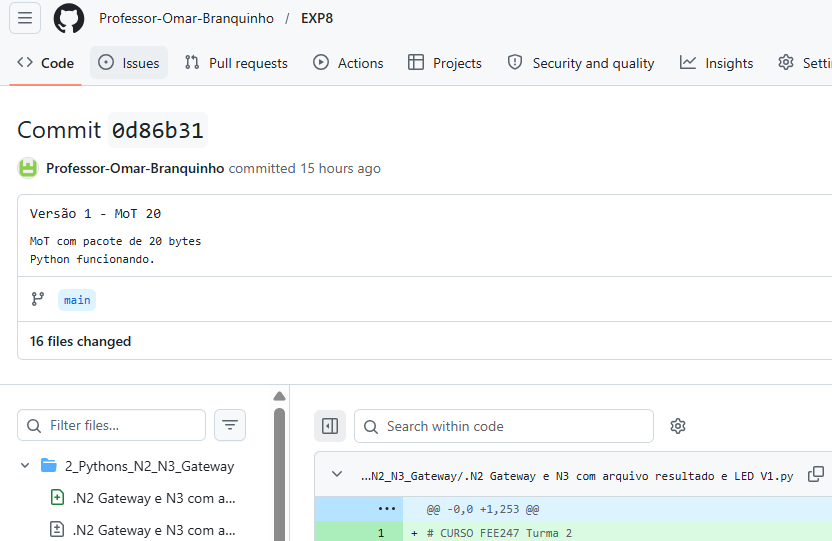 Professor-Omar-Branquinho / EXP8
Code Issues Pull requests Actions Projects Security and quality Insights Setti
Commit 0d86b31
Professor-Omar-Branquinho committed 15 hours ago
Versão 1 - MoT 20
MoT com pacote de 20 bytes
Python funcionando.
main
16 files changed
Filter files...
Search within code
2_Pythons_N2_N3_Gateway
...N2_N3_Gateway/.N2 Gateway e N3 com arquivo resultado e LED V1.py
.N2 Gateway e N3 com a...
@@ -0,0 +1,253 @@
.N2 Gateway e N3 com a...
1 + # CURSO FEE247 Turma 2